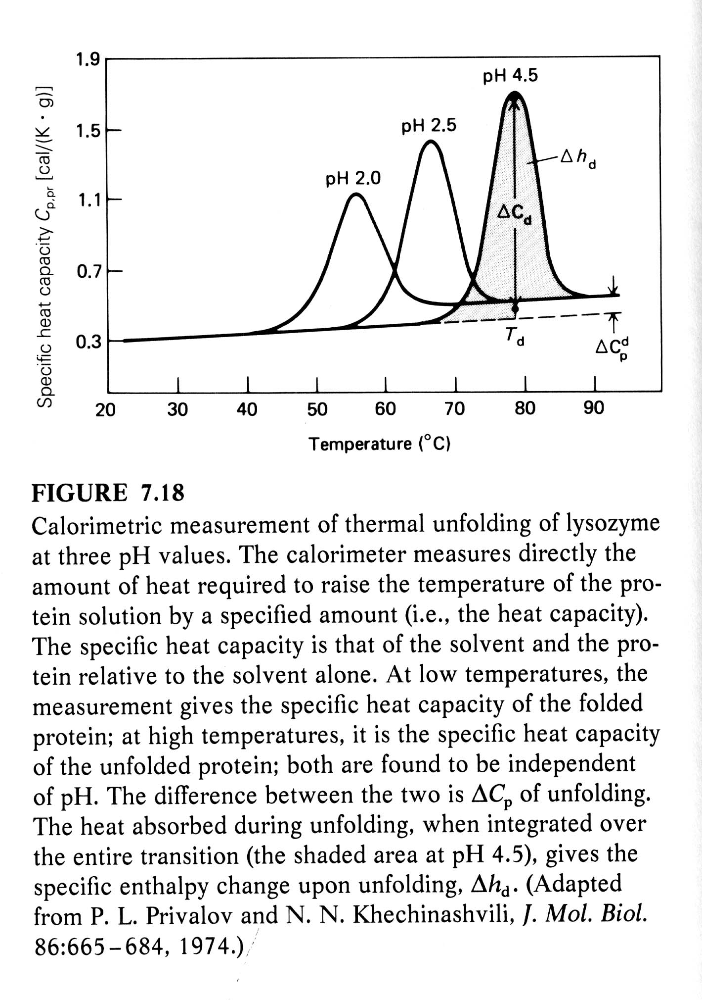 1.9
pH 4.5
pH 2.5
1.5
Δh_d
pH 2.0
1.1
ΔC_d
0.7
T_d
ΔC_p^d
0.3
Specific heat capacity C_p,pr [cal/(K · g)]
20 30 40 50 60 70 80 90
Temperature (°C)
FIGURE 7.18
Calorimetric measurement of thermal unfolding of lysozyme
at three pH values. The calorimeter measures directly the
amount of heat required to raise the temperature of the pro-
tein solution by a specified amount (i.e., the heat capacity).
The specific heat capacity is that of the solvent and the pro-
tein relative to the solvent alone. At low temperatures, the
measurement gives the specific heat capacity of the folded
protein; at high temperatures, it is the specific heat capacity
of the unfolded protein; both are found to be independent
of pH. The difference between the two is ΔC_p of unfolding.
The heat absorbed during unfolding, when integrated over
the entire transition (the shaded area at pH 4.5), gives the
specific enthalpy change upon unfolding, Δh_d. (Adapted
from P. L. Privalov and N. N. Khechinashvili, J. Mol. Biol.
86:665–684, 1974.)